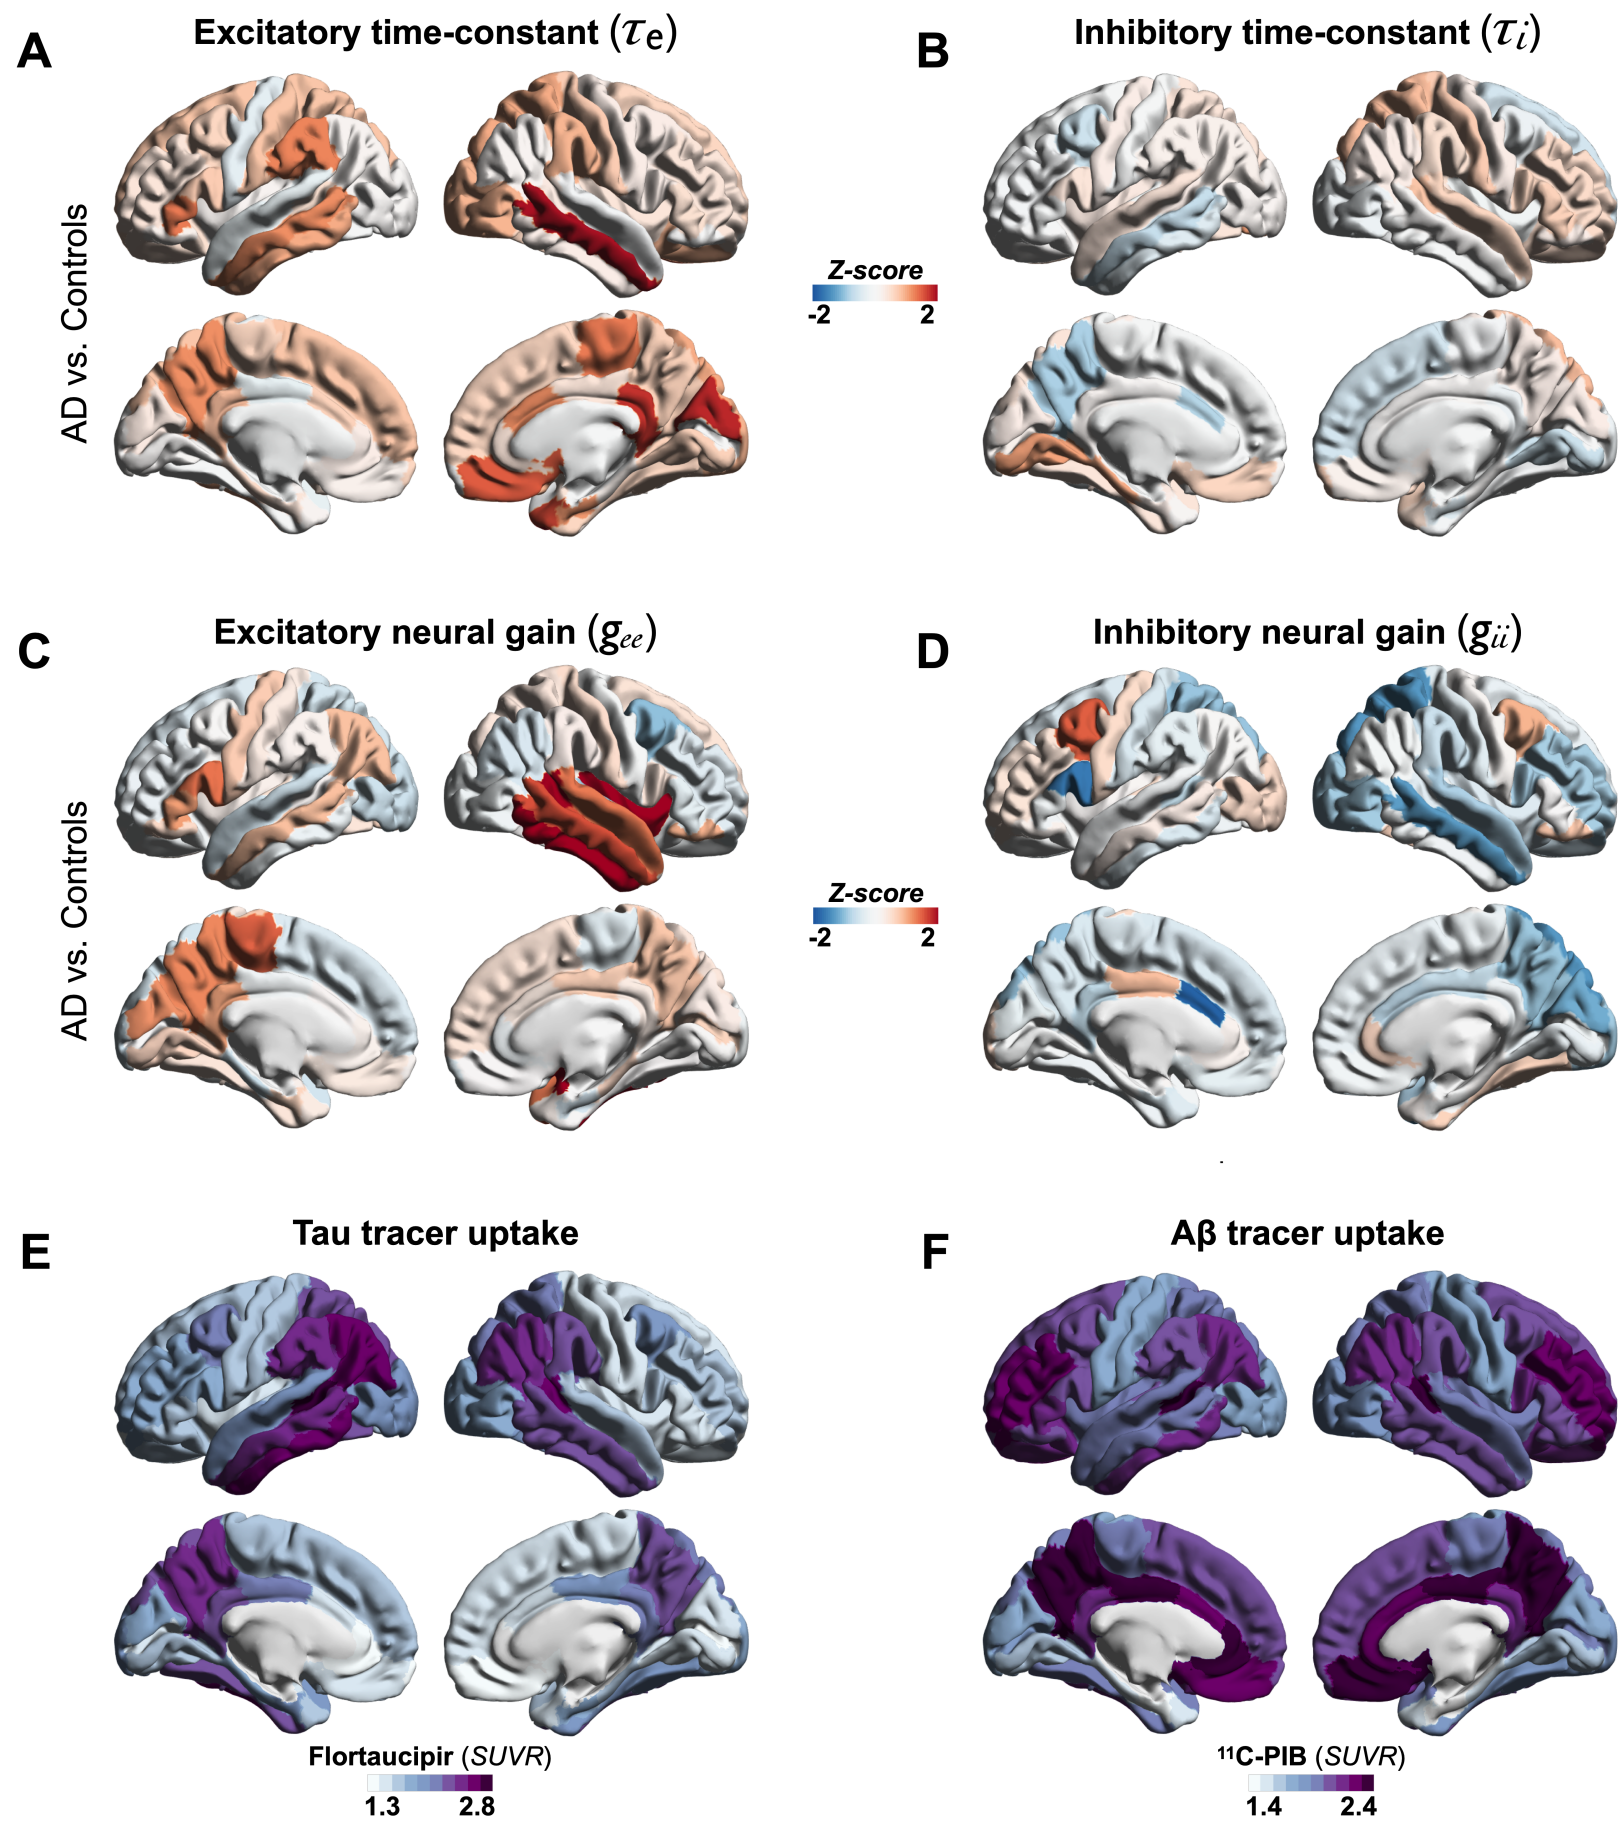 A
Excitatory time-constant (τe)
B
Inhibitory time-constant (τi)
AD vs. Controls
Z-score
-2 2
C
Excitatory neural gain (gee)
D
Inhibitory neural gain (gii)
AD vs. Controls
Z-score
-2 2
E
Tau tracer uptake
F
Aβ tracer uptake
Flortaucipir (SUVR)
1.3 2.8
¹¹C-PIB (SUVR)
1.4 2.4